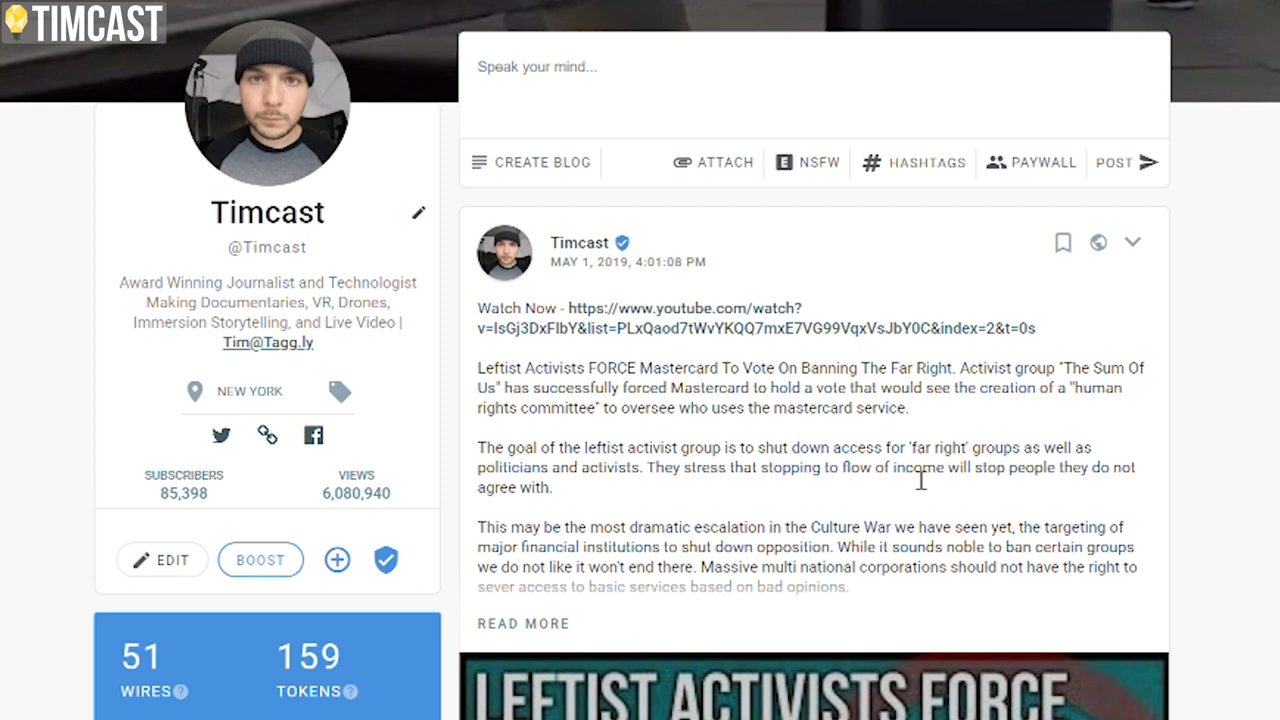 TIMCAST
Speak your mind...
CREATE BLOG
ATTACH
NSFW
HASHTAGS
PAYWALL
POST
Timcast
@Timcast
Award Winning Journalist and Technologist
Making Documentaries, VR, Drones,
Immersion Storytelling, and Live Video |
Tim@Tagg.ly
NEW YORK
SUBSCRIBERS
85,398
VIEWS
6,080,940
EDIT
BOOST
51
WIRES
159
TOKENS
Timcast
MAY 1, 2019, 4:01:08 PM
Watch Now - https://www.youtube.com/watch?
v=IsGj3DxFlbY&list=PLxQaod7tWvYKQQ7mxE7VG99VqxVsJbY0C&index=2&t=0s
Leftist Activists FORCE Mastercard To Vote On Banning The Far Right. Activist group "The Sum Of
Us" has successfully forced Mastercard to hold a vote that would see the creation of a "human
rights committee" to oversee who uses the mastercard service.
The goal of the leftist activist group is to shut down access for 'far right' groups as well as
politicians and activists. They stress that stopping to flow of income will stop people they do not
agree with.
This may be the most dramatic escalation in the Culture War we have seen yet, the targeting of
major financial institutions to shut down opposition. While it sounds noble to ban certain groups
we do not like it won't end there. Massive multi national corporations should not have the right to
sever access to basic services based on bad opinions.
READ MORE
LEFTIST ACTIVISTS FORCE